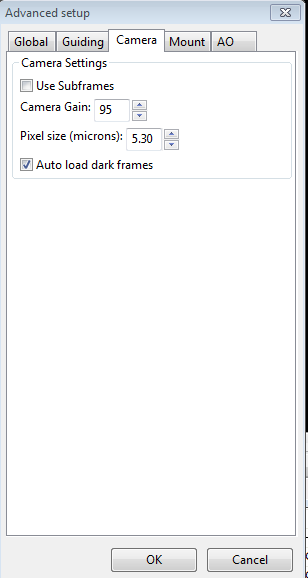 Advanced setup
Global Guiding Camera Mount AO
Camera Settings
Use Subframes
Camera Gain: 95
Pixel size (microns): 5.30
Auto load dark frames
OK Cancel